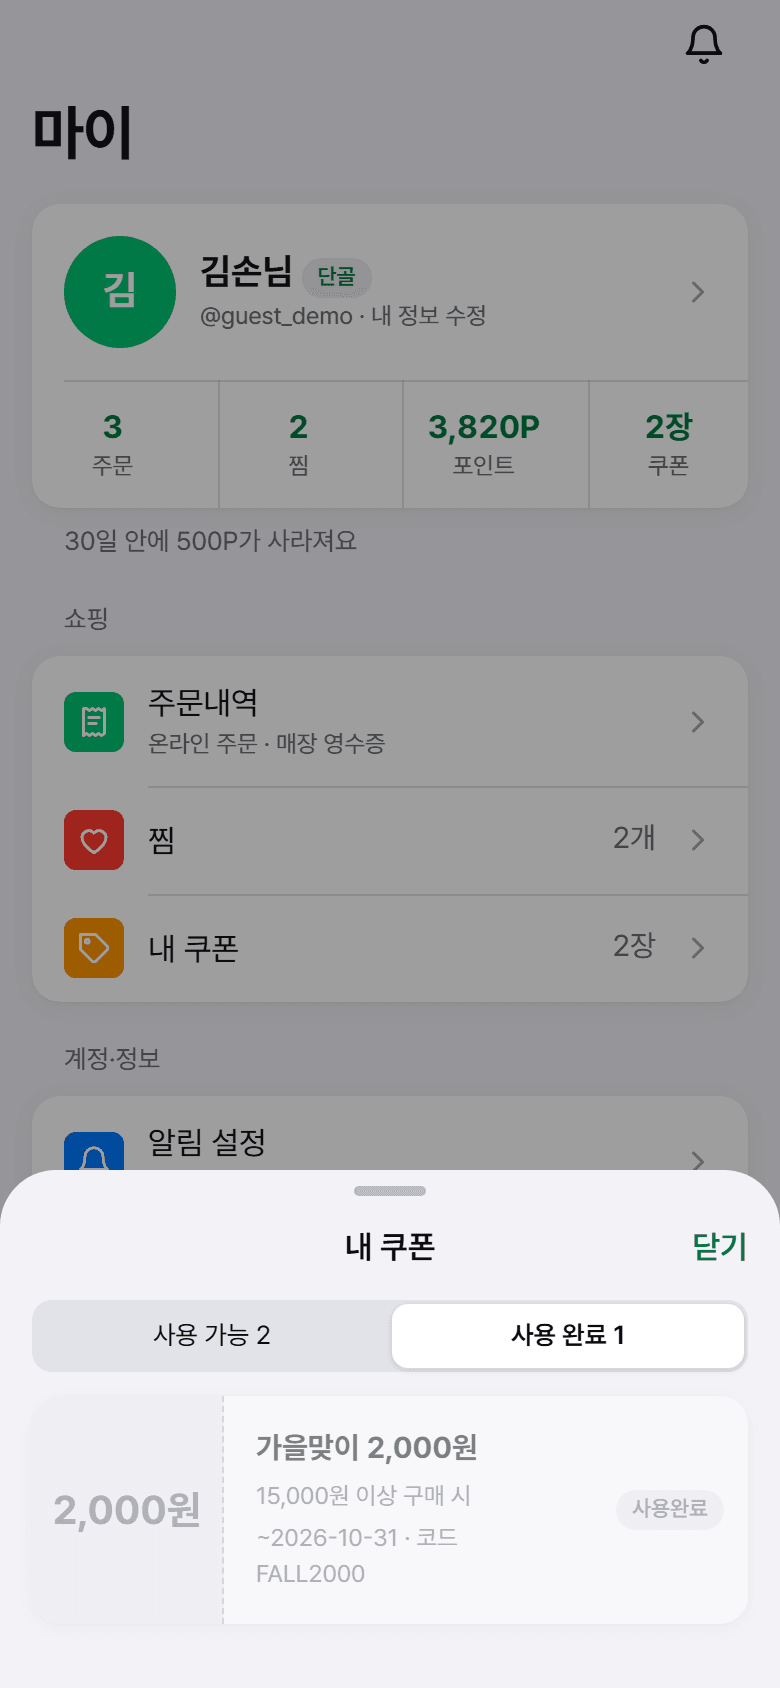 마이
김
김손님 단골
@guest_demo · 내 정보 수정
3 2 3,820P 2장
주문 찜 포인트 쿠폰
30일 안에 500P가 사라져요
쇼핑
주문내역
온라인 주문 · 매장 영수증
찜 2개
내 쿠폰 2장
계정·정보
알림 설정
내 쿠폰 닫기
사용 가능 2 사용 완료 1
2,000원
가을맞이 2,000원
15,000원 이상 구매 시
~2026-10-31 · 코드
FALL2000
사용완료